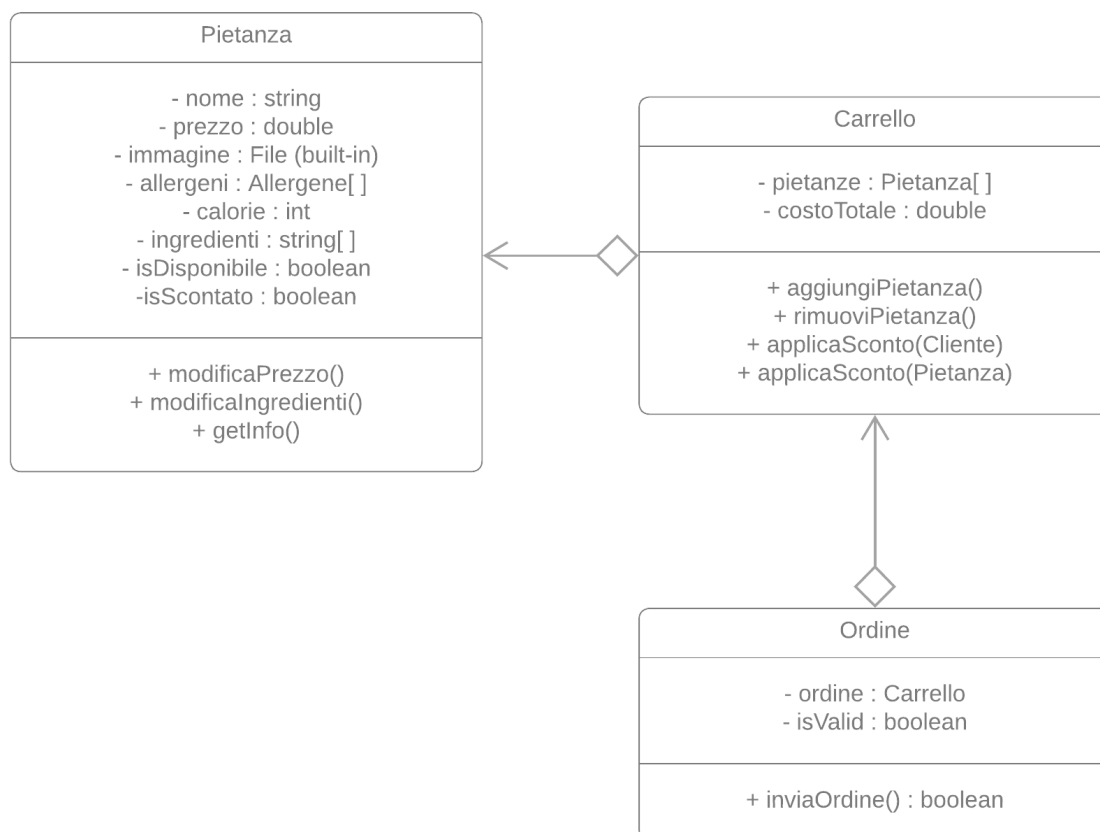 Pietanza
- nome : string
- prezzo : double
- immagine : File (built-in)
- allergeni : Allergene[ ]
- calorie : int
- ingredienti : string[ ]
- isDisponibile : boolean
-isScontato : boolean
+ modificaPrezzo()
+ modificaIngredienti()
+ getInfo()
Carrello
- pietanze : Pietanza[ ]
- costoTotale : double
+ aggiungiPietanza()
+ rimuoviPietanza()
+ applicaSconto(Cliente)
+ applicaSconto(Pietanza)
Ordine
- ordine : Carrello
- isValid : boolean
+ inviaOrdine() : boolean